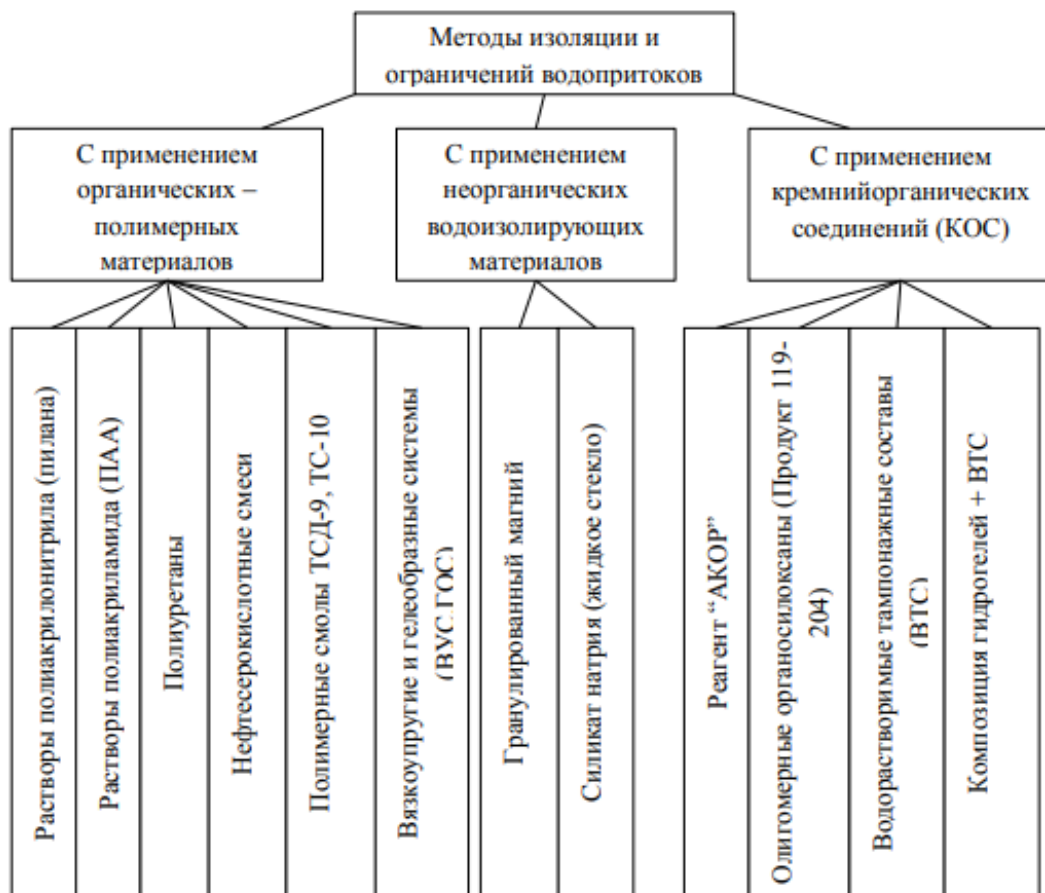 Методы изоляции и
ограничений водопритоков
С применением
органических –
полимерных
материалов
С применением
неорганических
водоизолирующих
материалов
С применением
кремнийорганических
соединений (КОС)
Растворы полиакрилонитрила (пилана)
Растворы полиакриламида (ПАА)
Полиуретаны
Нефтесерокислотные смеси
Полимерные смолы ТСД-9, ТС-10
Вязкоупругие и гелеобразные системы
(ВУС,ГОС)
Гранулированный магний
Силикат натрия (жидкое стекло)
Реагент “АКОР”
Олигомерные органосилоксаны (Продукт 119-
204)
Водорастворимые тампонажные составы
(ВТС)
Композиция гидрогелей + ВТС